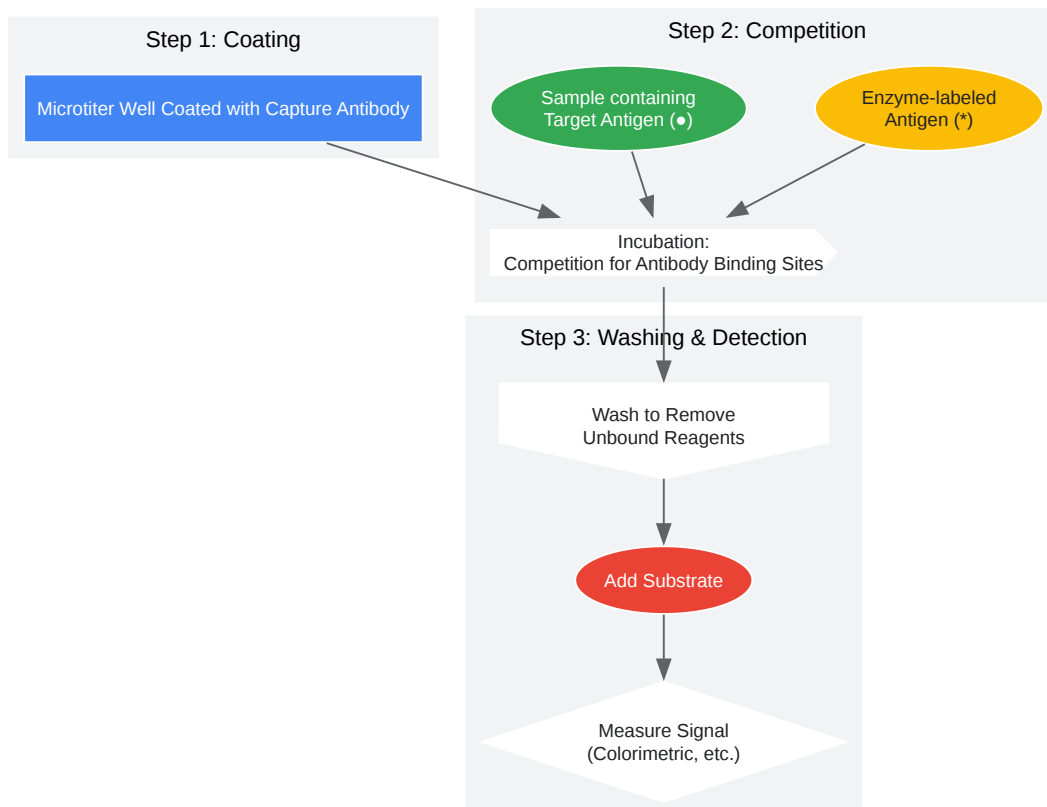 Step 1: Coating
Microtiter Well Coated with Capture Antibody
Step 2: Competition
Sample containing
Target Antigen (●)
Enzyme-labeled
Antigen (*)
Incubation:
Competition for Antibody Binding Sites
Step 3: Washing & Detection
Wash to Remove
Unbound Reagents
Add Substrate
Measure Signal
(Colorimetric, etc.)